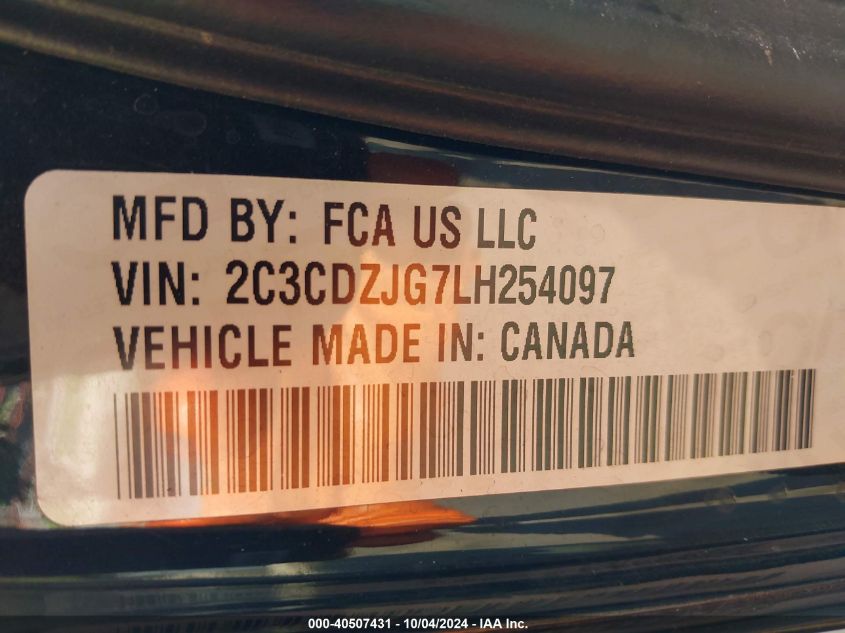 MFD BY: FCA US LLC
VIN: 2C3CDZJG7LH254097
VEHICLE MADE IN: CANADA
000-40507431 - 10/04/2024 - IAA Inc.